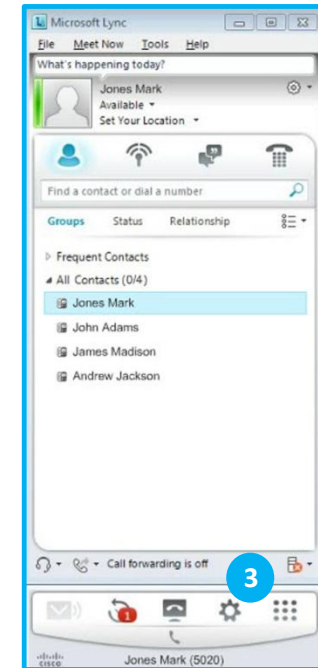 Microsoft Lync
File Meet Now Tools Help
What's happening today?
Jones Mark
Available
Set Your Location
Find a contact or dial a number
Groups Status Relationship
Frequent Contacts
All Contacts (0/4)
Jones Mark
John Adams
James Madison
Andrew Jackson
Call forwarding is off
3
1
CISCO
Jones Mark (5020)